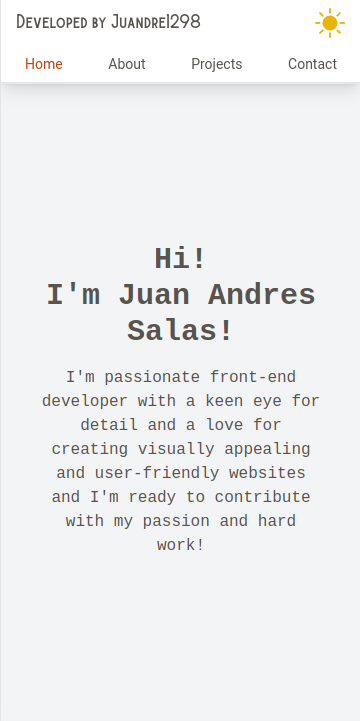 Developed by Juandre1298
Home About Projects Contact
Hi!
I'm Juan Andres
Salas!
I'm passionate front-end
developer with a keen eye for
detail and a love for
creating visually appealing
and user-friendly websites
and I'm ready to contribute
with my passion and hard
work!